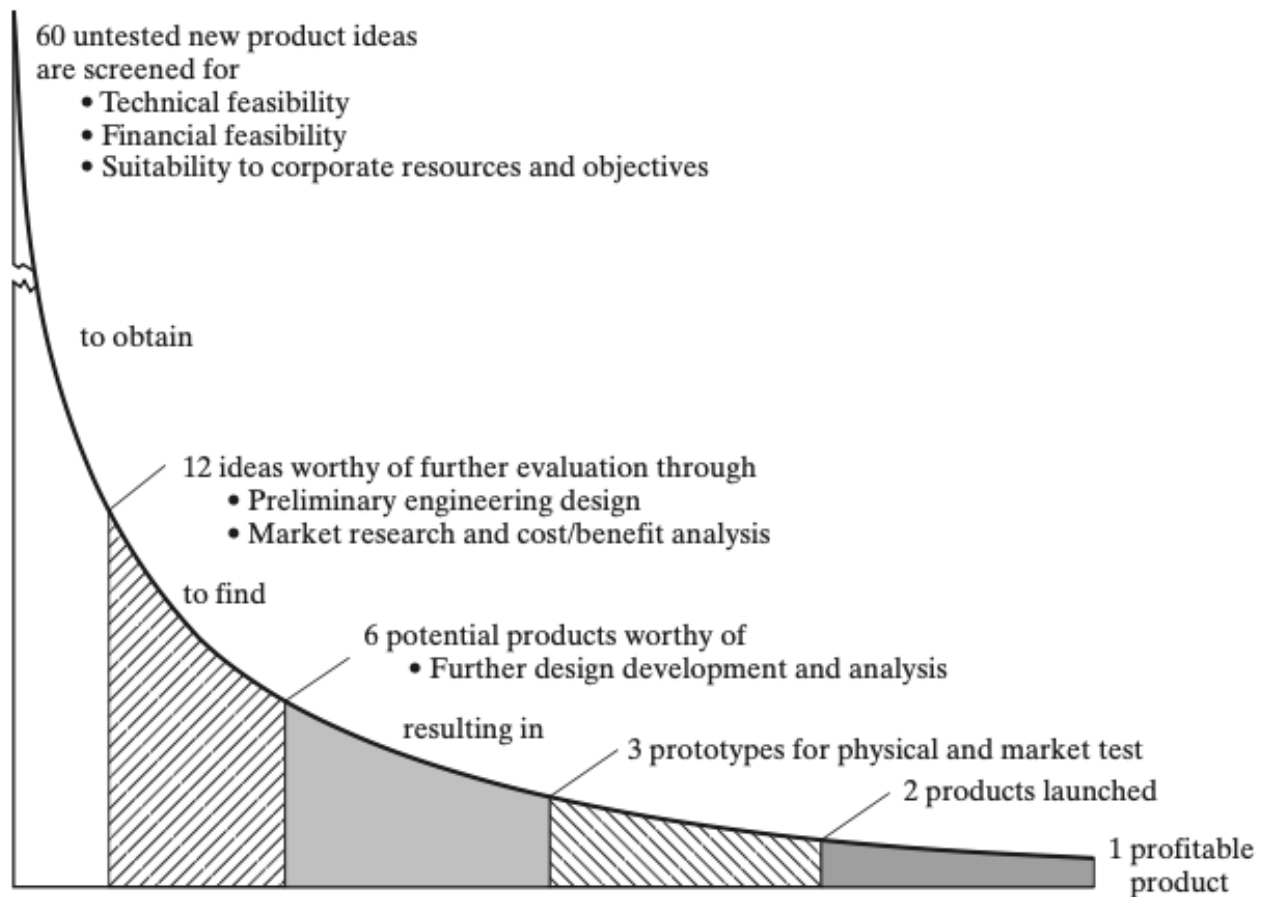 60 untested new product ideas
are screened for
• Technical feasibility
• Financial feasibility
• Suitability to corporate resources and objectives
to obtain
12 ideas worthy of further evaluation through
• Preliminary engineering design
• Market research and cost/benefit analysis
to find
6 potential products worthy of
• Further design development and analysis
resulting in
3 prototypes for physical and market test
2 products launched
1 profitable
product